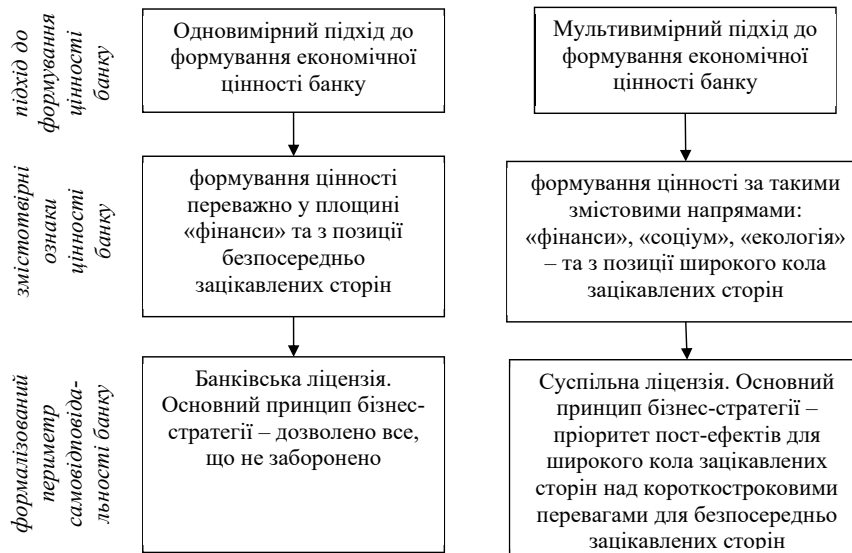 підхід до
формування
цінності
банку
Одновимірний підхід до
формування економічної
цінності банку
Мультивимірний підхід до
формування економічної
цінності банку
змістотвірні
ознаки
цінності
банку
формування цінності
переважно у площині
«фінанси» та з позиції
безпосередньо
зацікавлених сторін
формування цінності за такими
змістовими напрямами:
«фінанси», «соціум», «екологія»
– та з позиції широкого кола
зацікавлених сторін
формалізований
периметр
самовідповіда-
льності банку
Банківська ліцензія.
Основний принцип бізнес-
стратегії – дозволено все,
що не заборонено
Суспільна ліцензія. Основний
принцип бізнес-стратегії –
пріоритет пост-ефектів для
широкого кола зацікавлених
сторін над короткостроковими
перевагами для безпосередньо
зацікавлених сторін